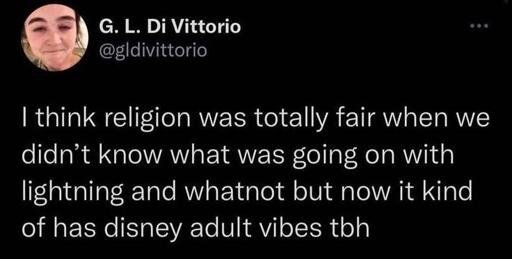 G. L. Di Vittorio
@gldivittorio
I think religion was totally fair when we
didn’t know what was going on with
lightning and whatnot but now it kind
of has disney adult vibes tbh